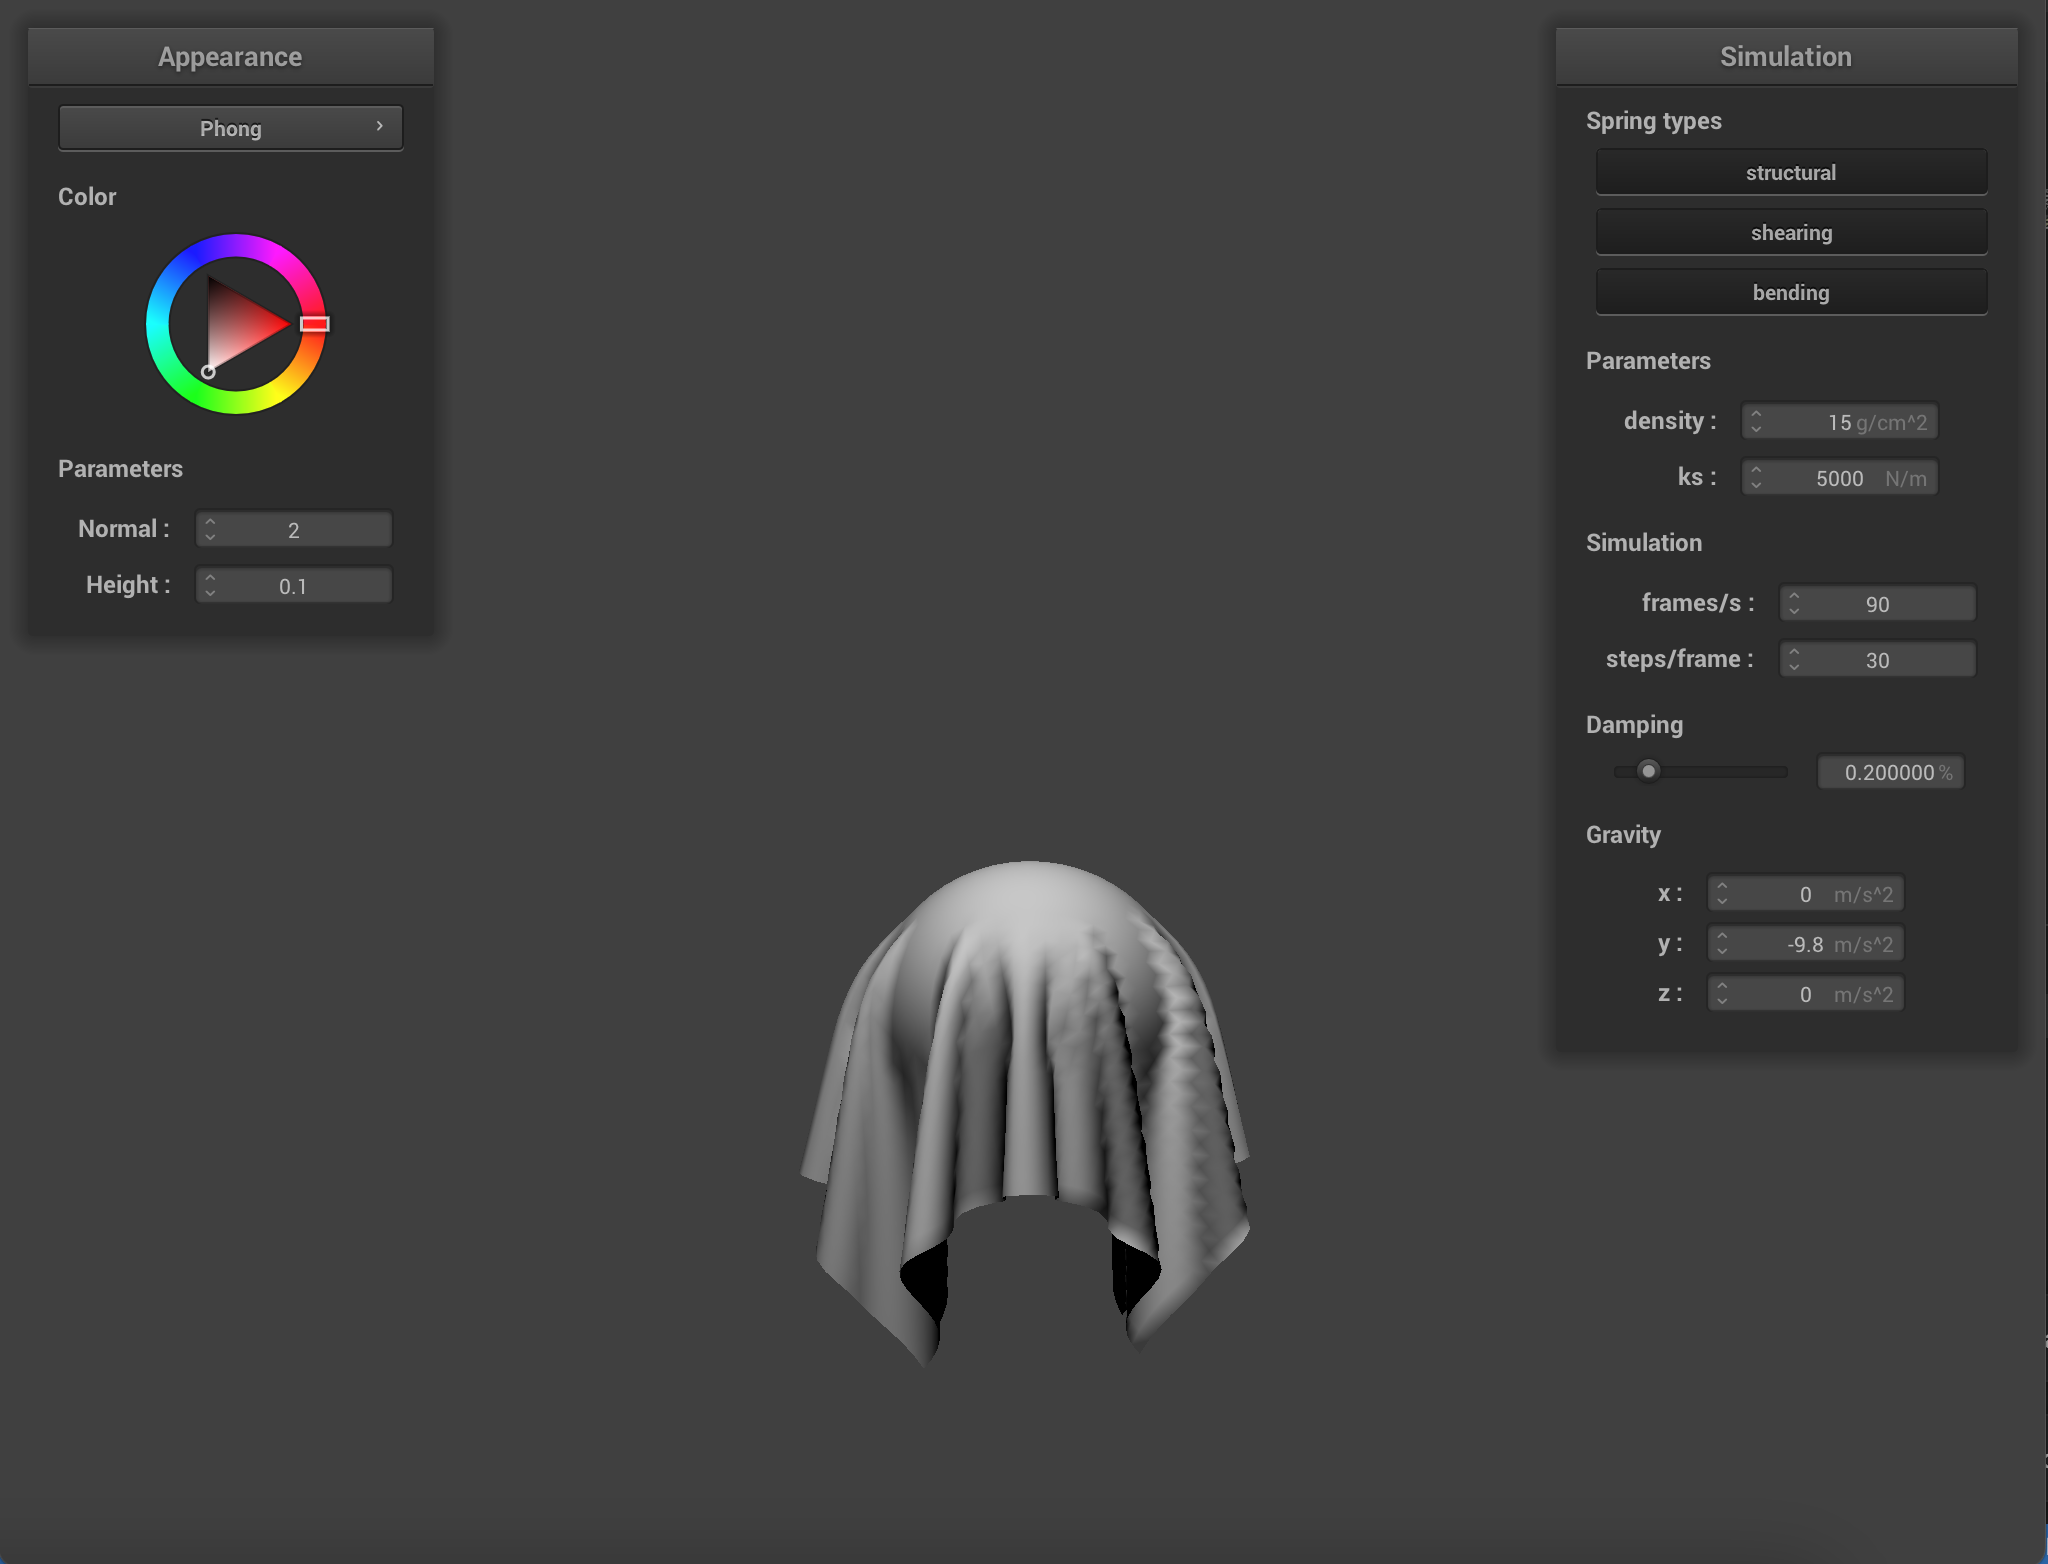 Appearance
Phong
Color
Parameters
Normal :
2
Height :
0.1
Simulation
Spring types
structural
shearing
bending
Parameters
density :
15 g/cm^2
ks :
5000 N/m
Simulation
frames/s :
90
steps/frame :
30
Damping
0.200000 %
Gravity
x :
0 m/s^2
y :
-9.8 m/s^2
z :
0 m/s^2